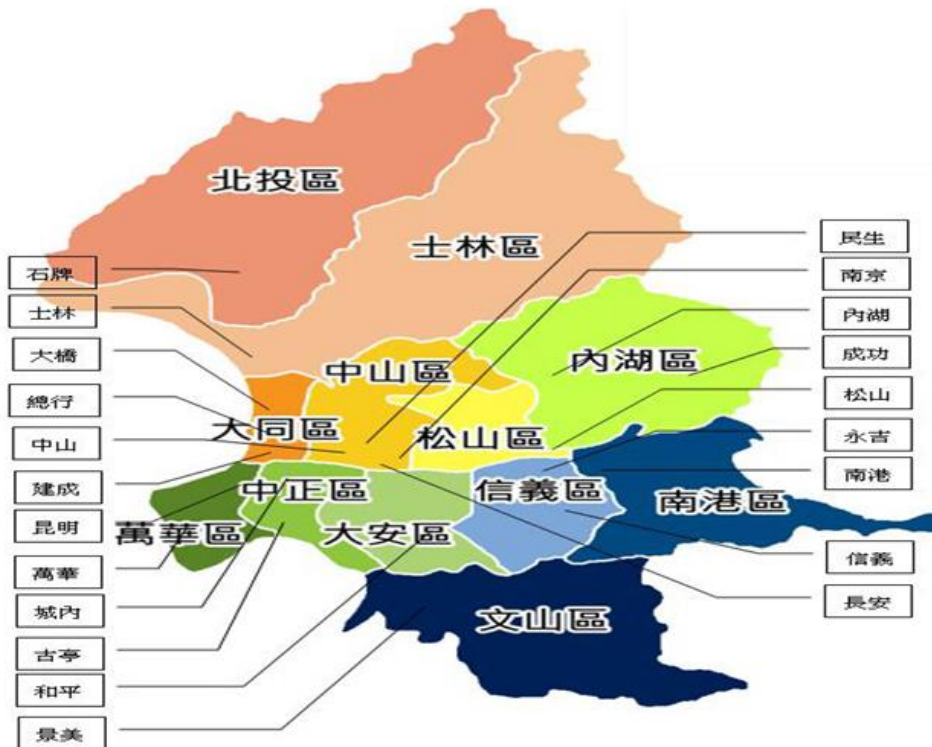 北投區
士林區
中山區
內湖區
大同區
松山區
中正區
信義區
南港區
萬華區
大安區
文山區
石牌
士林
大橋
總行
中山
建成
昆明
萬華
城內
古亭
和平
景美
民生
南京
內湖
成功
松山
永吉
南港
信義
長安